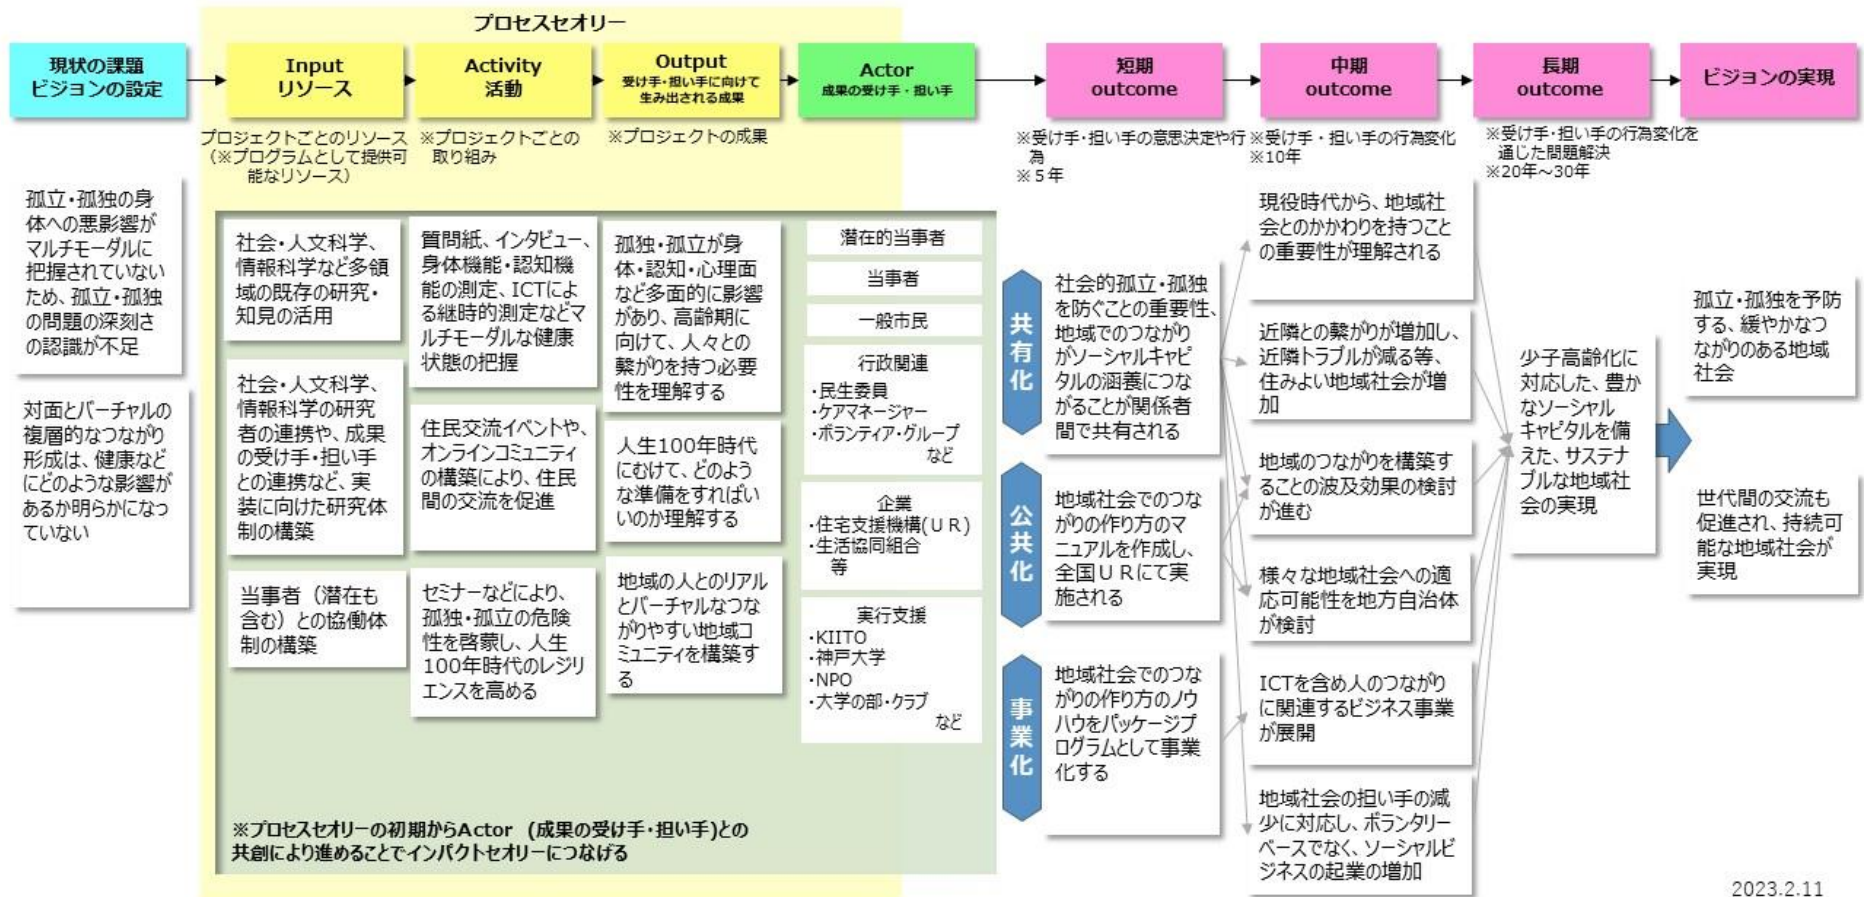 プロセスセオリー
現状の課題
ビジョンの設定
Input
リソース
Activity
活動
Output
受け手・担い手に向けて
生み出される成果
Actor
成果の受け手・担い手
短期
outcome
中期
outcome
長期
outcome
ビジョンの実現
プロジェクトごとのリソース
（※プログラムとして提供可
能なリソース）
※プロジェクトごとの
取り組み
※プロジェクトの成果
※受け手・担い手の意思決定や行
為
※５年
※受け手・担い手の行為変化
※10年
※受け手・担い手の行為変化を
通じた問題解決
※20年～30年
孤立・孤独の身
体への悪影響が
マルチモーダルに
把握されていない
ため、孤立・孤独
の問題の深刻さ
の認識が不足
対面とバーチャルの
複層的なつながり
形成は、健康など
にどのような影響が
あるか明らかになっ
ていない
社会・人文科学、
情報科学など多領
域の既存の研究・
知見の活用
社会・人文科学、
情報科学の研究
者の連携や、成果
の受け手・担い手
との連携など、実
装に向けた研究体
制の構築
当事者（潜在も
含む）との協働体
制の構築
質問紙、インタビュー、
身体機能・認知機
能の測定、ICTによ
る継時的測定などマ
ルチモーダルな健康
状態の把握
住民交流イベントや、
オンラインコミュニティ
の構築により、住民
間の交流を促進
セミナーなどにより、
孤独・孤立の危険
性を啓蒙し、人生
100年時代のレジリ
エンスを高める
孤独・孤立が身
体・認知・心理面
など多面的に影響
があり、高齢期に
向けて、人々との
繋がりを持つ必要
性を理解する
人生100年時代
にむけて、どのよう
な準備をすればい
いのか理解する
地域の人とのリアル
とバーチャルなつな
がりやすい地域コ
ミュニティを構築す
る
潜在的当事者
当事者
一般市民
行政関連
・民生委員
・ケアマネージャー
・ボランティア・グループ
など
企業
・住宅支援機構(ＵＲ)
・生活協同組合
等
実行支援
・KIITO
・神戸大学
・NPO
・大学の部・クラブ
など
※プロセスセオリーの初期からActor (成果の受け手・担い手)との
共創により進めることでインパクトセオリーにつなげる
共有化
社会的孤立・孤独
を防ぐことの重要性、
地域でのつながり
がソーシャルキャピ
タルの涵養につな
がることが関係者
間で共有される
公共化
地域社会でのつな
がりの作り方のマ
ニュアルを作成し、
全国ＵＲにて実
施される
事業化
地域社会でのつな
がりの作り方のノウ
ハウをパッケージプ
ログラムとして事業
化する
現役時代から、地域社
会とのかかわりを持つこと
の重要性が理解される
近隣との繋がりが増加し、
近隣トラブルが減る等、
住みよい地域社会が増
加
地域のつながりを構築す
ることの波及効果の検討
が進む
様々な地域社会への適
応可能性を地方自治体
が検討
ICTを含め人のつながり
に関連するビジネス事業
が展開
地域社会の担い手の減
少に対応し、ボランタリー
ベースでなく、ソーシャルビ
ジネスの起業の増加
少子高齢化に
対応した、豊か
なソーシャル
キャピタルを備
えた、サステナ
ブルな地域社
会の実現
孤立・孤独を予防
する、緩やかなつ
ながりのある地域
社会
世代間の交流も
促進され、持続可
能な地域社会が
実現
2023.2.11